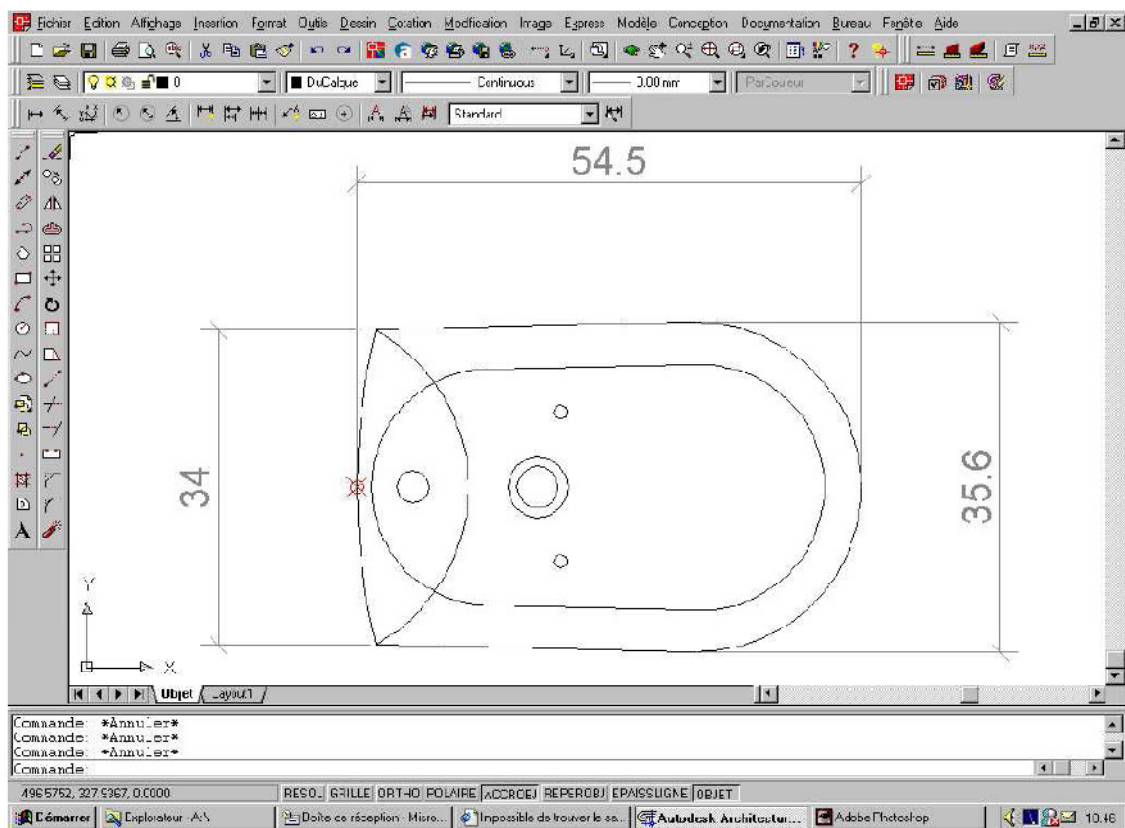 Fichier Edition Affichage Insertion Format Outils Dessin Cotation Modification Image Express Modèle Conception Documentation Bureau Fenêtre Aide
0 DuCalque Continuous 0.00 mm ParCouleur
Standard
54.5
34
35.6
Y
X
Objet Layout1
Commande: *Annuler*
Commande: *Annuler*
Commande: *Annuler*
Commande:
0.0000 RESOL GRILLE ORTHO POLAIRE ACCROBJ REPEROBJ EPAISSLIGNE OBJET
Démarrer Explorateur - A:\ Boîte de réception - Micro... Impossible de trouver le se... Autodesk Architectur... Adobe Photoshop 10:46